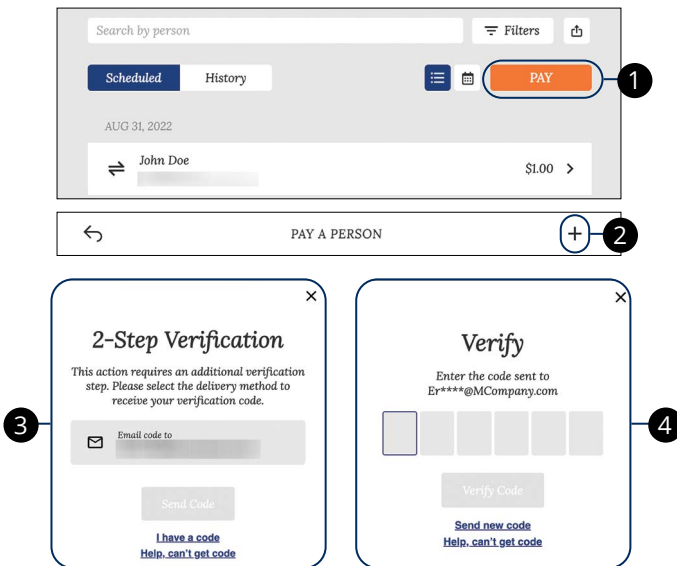 Search by person
Filters
Scheduled
History
PAY
1
AUG 31, 2022
John Doe
$1.00
PAY A PERSON
2
2-Step Verification
This action requires an additional verification
step. Please select the delivery method to
receive your verification code.
3
Email code to
Send Code
I have a code
Help, can't get code
Verify
Enter the code sent to
Er****@MCompany.com
4
Verify Code
Send new code
Help, can't get code